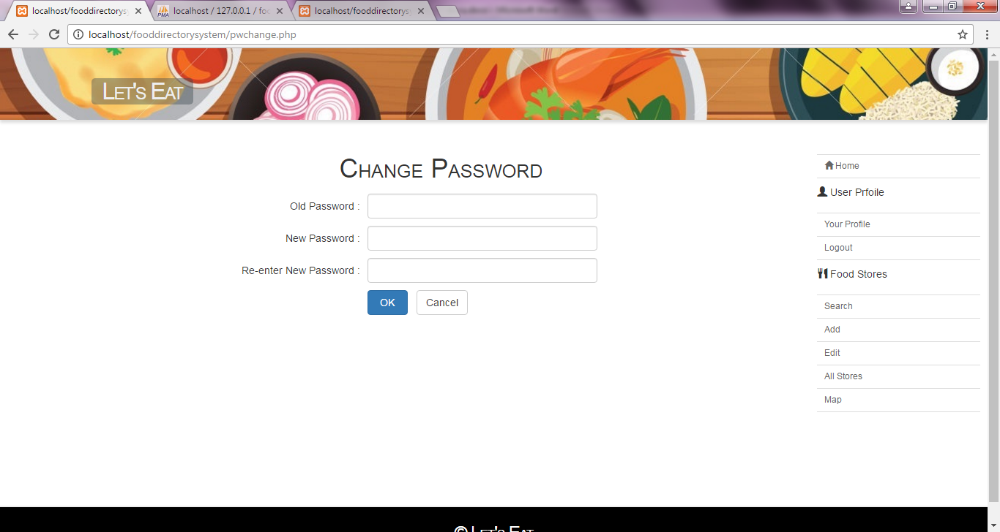 localhost/fooddirectorys
localhost / 127.0.0.1 / foo
localhost/fooddirectorys
localhost/fooddirectorysystem/pwchange.php
Let's Eat
Change Password
Old Password :
New Password :
Re-enter New Password :
OK Cancel
Home
User Prfoile
Your Profile
Logout
Food Stores
Search
Add
Edit
All Stores
Map
© Let's Eat